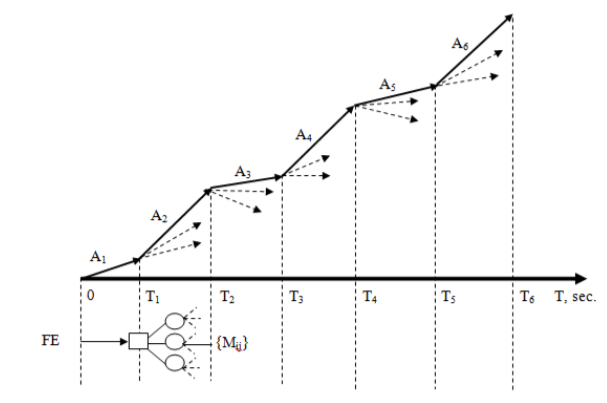 A6
A5
A4
A3
A2
A1
0 T1 T2 T3 T4 T5 T6 T, sec.
FE {Mij}